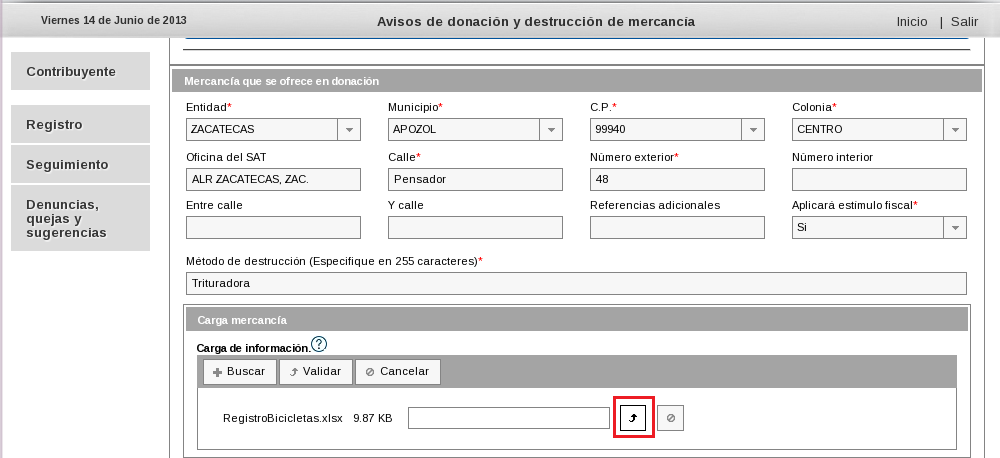 Viernes 14 de Junio de 2013
Avisos de donación y destrucción de mercancía
Inicio | Salir
Contribuyente
Registro
Seguimiento
Denuncias,
quejas y
sugerencias
Mercancía que se ofrece en donación
Entidad* Municipio* C.P.* Colonia*
ZACATECAS APOZOL 99940 CENTRO
Oficina del SAT Calle* Número exterior* Número interior
ALR ZACATECAS, ZAC. Pensador 48
Entre calle Y calle Referencias adicionales Aplicará estímulo fiscal*
Si
Método de destrucción (Especifique en 255 caracteres)*
Trituradora
Carga mercancía
Carga de información.?
Buscar Validar Cancelar
RegistroBicicletas.xlsx 9.87 KB